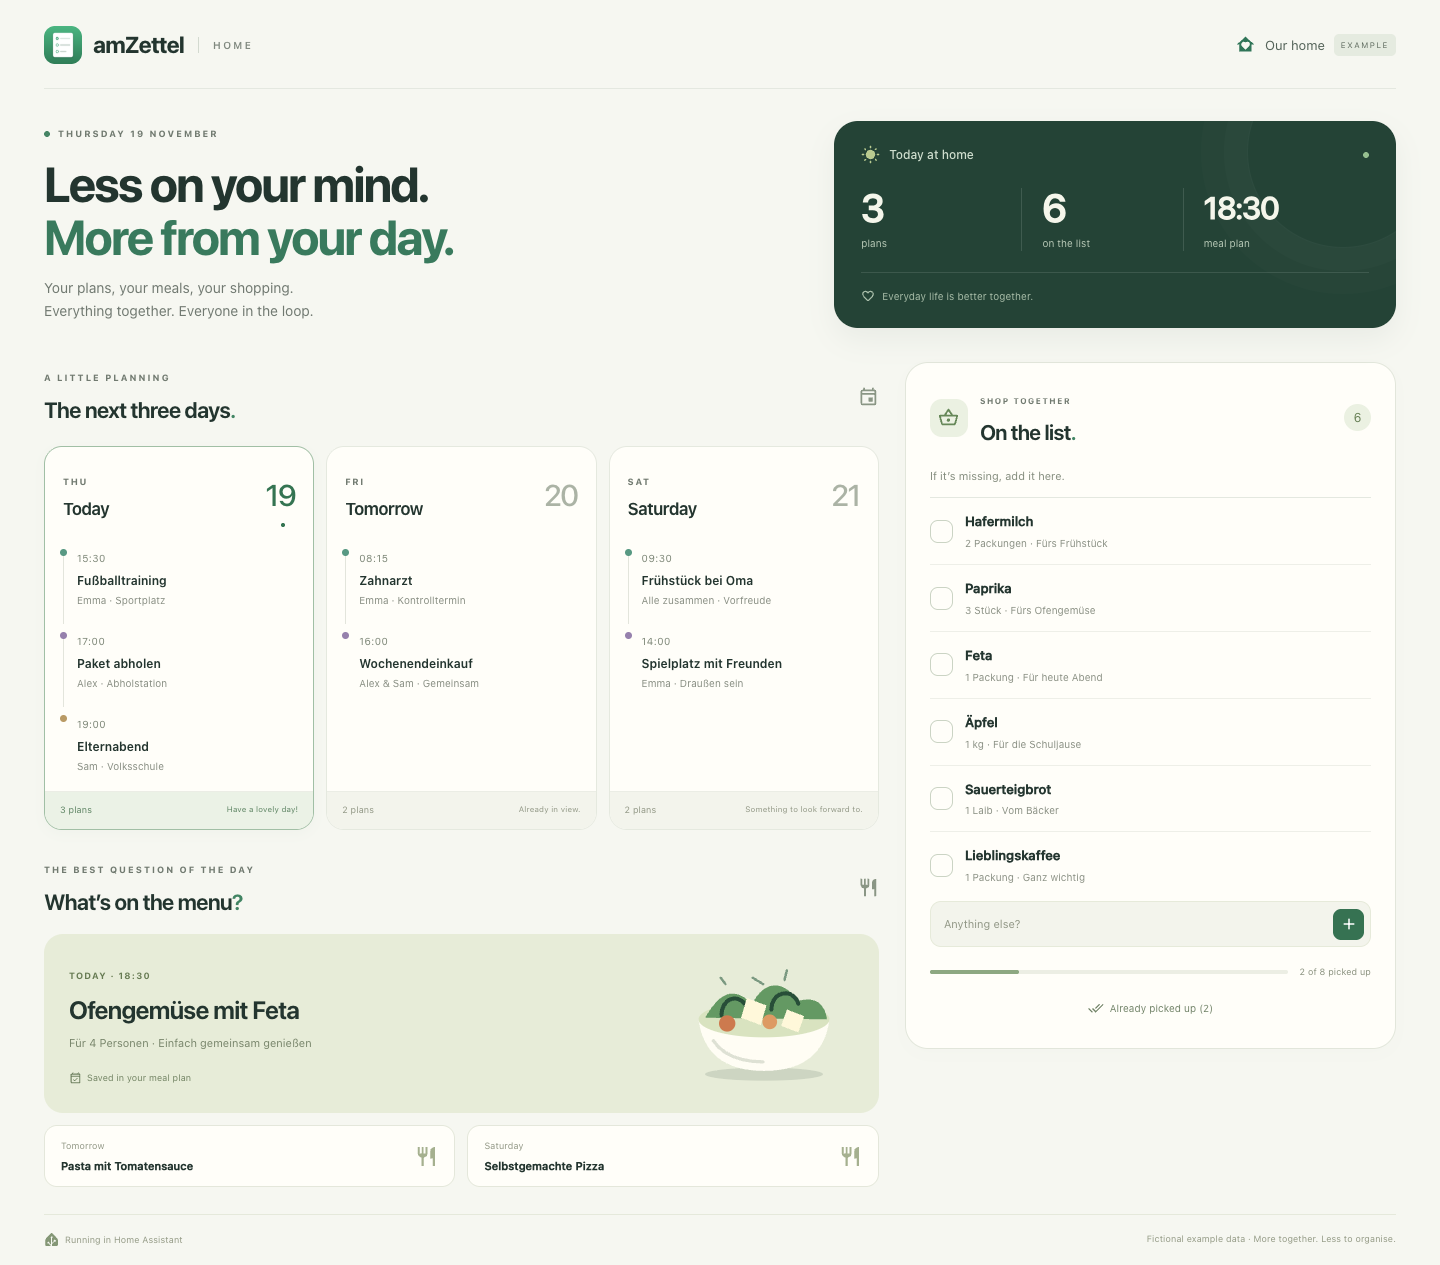 amZettel
HOME
Our home
EXAMPLE
THURSDAY 19 NOVEMBER
Less on your mind.
More from your day.
Your plans, your meals, your shopping.
Everything together. Everyone in the loop.
Today at home
3
plans
6
on the list
18:30
meal plan
Everyday life is better together.
A LITTLE PLANNING
The next three days.
THU
Today
19
15:30
Fußballtraining
Emma · Sportplatz
17:00
Paket abholen
Alex · Abholstation
19:00
Elternabend
Sam · Volksschule
3 plans
Have a lovely day!
FRI
Tomorrow
20
08:15
Zahnarzt
Emma · Kontrolltermin
16:00
Wochenendeinkauf
Alex & Sam · Gemeinsam
2 plans
Already in view.
SAT
Saturday
21
09:30
Frühstück bei Oma
Alle zusammen · Vorfreude
14:00
Spielplatz mit Freunden
Emma · Draußen sein
2 plans
Something to look forward to.
SHOP TOGETHER
On the list.
6
If it's missing, add it here.
Hafermilch
2 Packungen · Fürs Frühstück
Paprika
3 Stück · Fürs Ofengemüse
Feta
1 Packung · Für heute Abend
Äpfel
1 kg · Für die Schuljause
Sauerteigbrot
1 Laib · Vom Bäcker
Lieblingskaffee
1 Packung · Ganz wichtig
Anything else?
2 of 8 picked up
Already picked up (2)
THE BEST QUESTION OF THE DAY
What's on the menu?
TODAY · 18:30
Ofengemüse mit Feta
Für 4 Personen · Einfach gemeinsam genießen
Saved in your meal plan
Tomorrow
Pasta mit Tomatensauce
Saturday
Selbstgemachte Pizza
Running in Home Assistant
Fictional example data · More together. Less to organise.